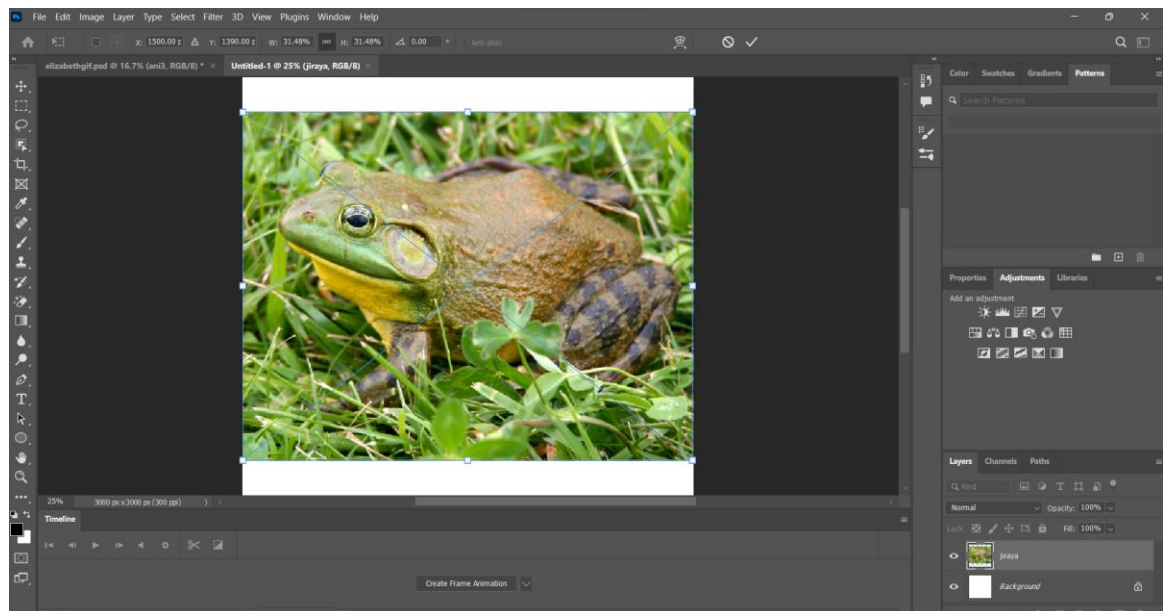 Ps File Edit Image Layer Type Select Filter 3D View Plugins Window Help
X: 1500.00 p Y: 1390.00 p W: 31.48% H: 31.48% 0.00 Anti-alias
elizabethgif.psd @ 16.7% (ani3, RGB/8) * × Untitled-1 @ 25% (jiraya, RGB/8) ×
Color Swatches Gradients Patterns
Search Patterns
Properties Adjustments Libraries
Add an adjustment
Layers Channels Paths
Kind
Normal Opacity: 100%
Lock: Fill: 100%
jiraya
Background
25% 3000 px x 3000 px (300 ppi)
Timeline
Create Frame Animation